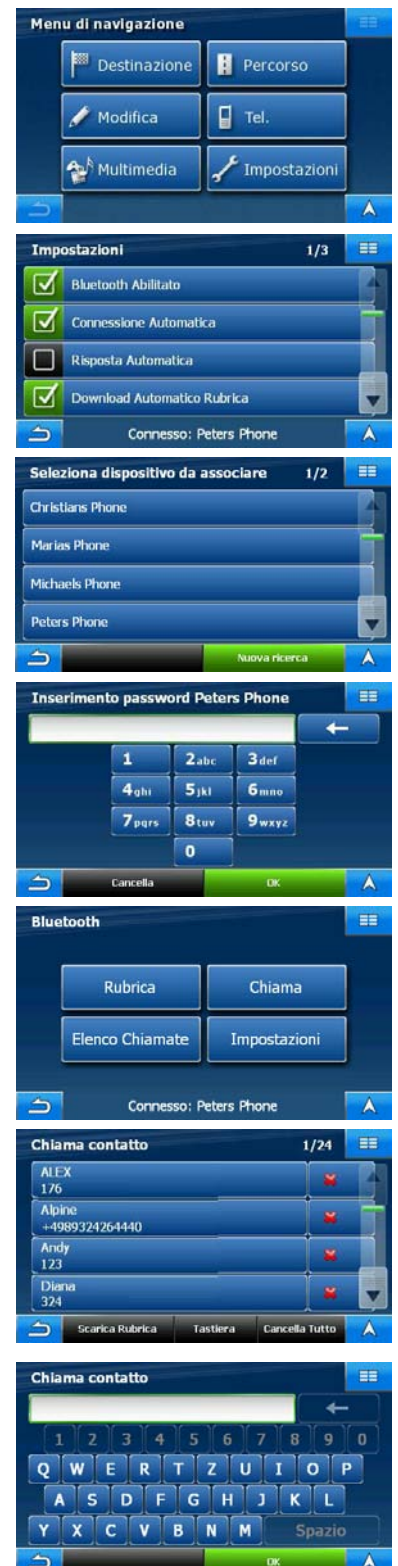 Menu di navigazione
Destinazione Percorso
Modifica Tel.
Multimedia Impostazioni
Impostazioni 1/3
Bluetooth Abilitato
Connessione Automatica
Risposta Automatica
Download Automatico Rubrica
Connesso: Peters Phone
Seleziona dispositivo da associare 1/2
Christians Phone
Marias Phone
Michaels Phone
Peters Phone
Nuova ricerca
Inserimento password Peters Phone
1 2abc 3def
4ghi 5jkl 6mno
7pqrs 8tuv 9wxyz
0
Cancella OK
Bluetooth
Rubrica Chiama
Elenco Chiamate Impostazioni
Connesso: Peters Phone
Chiama contatto 1/24
ALEX
176
Alpine
+4989324264440
Andy
123
Diana
324
Scarica Rubrica Tastiera Cancella Tutto
Chiama contatto
1 2 3 4 5 6 7 8 9 0
Q W E R T Z U I O P
A S D F G H J K L
Y X C V B N M Spazio
OK